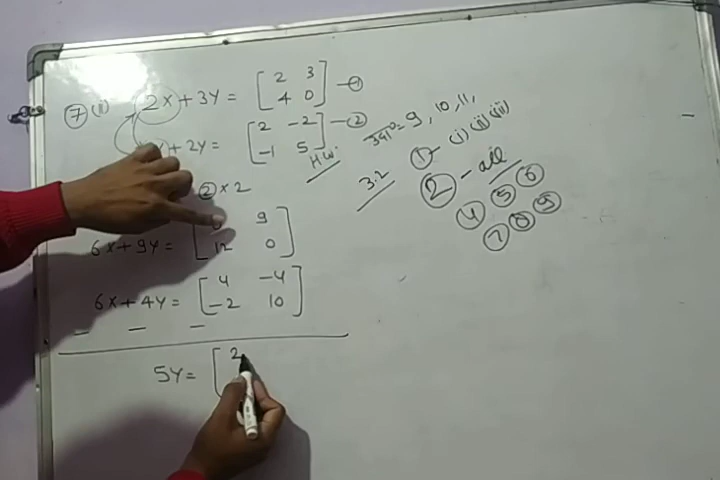 ⑦ (ii) 2X + 3Y = [2 3; 4 0] —①
+ 2Y = [2 -2; -1 5] —②
② × 2
6X + 9Y = [9; 12 0]
6X + 4Y = [4 -4; -2 10]
— — —
5Y = [2
H.W. = 9, 10, 11,
3.2 ① – (i) (ii) (iii)
② – all
④ ⑤ ⑥
⑦ ⑧ ⑨